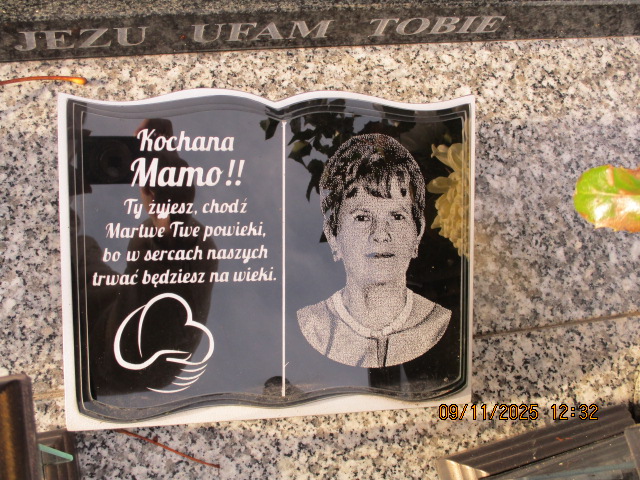 JEZU UFAM TOBIE
Kochana
Mamo!!
Ty żyjesz, chodź
Martwe Twe powieki,
bo w sercach naszych
trwać będziesz na wieki.
09/11/2025 12:32